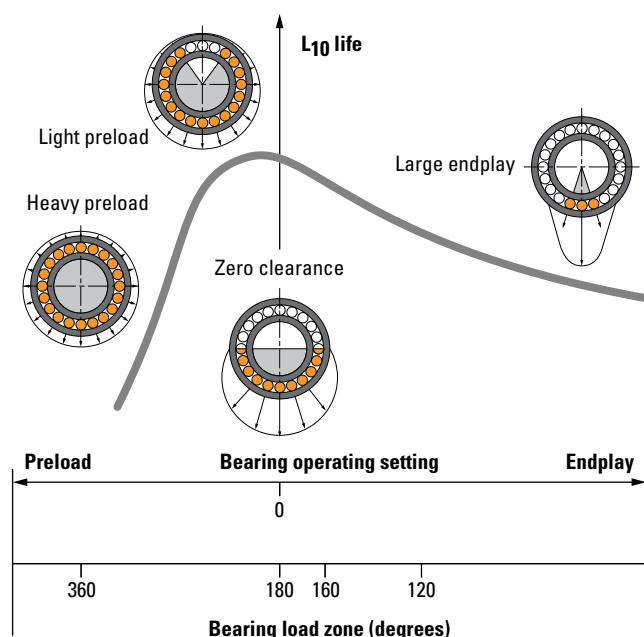 L10 life
Light preload
Large endplay
Heavy preload
Zero clearance
Preload
Bearing operating setting
Endplay
0
360
180
160
120
Bearing load zone (degrees)